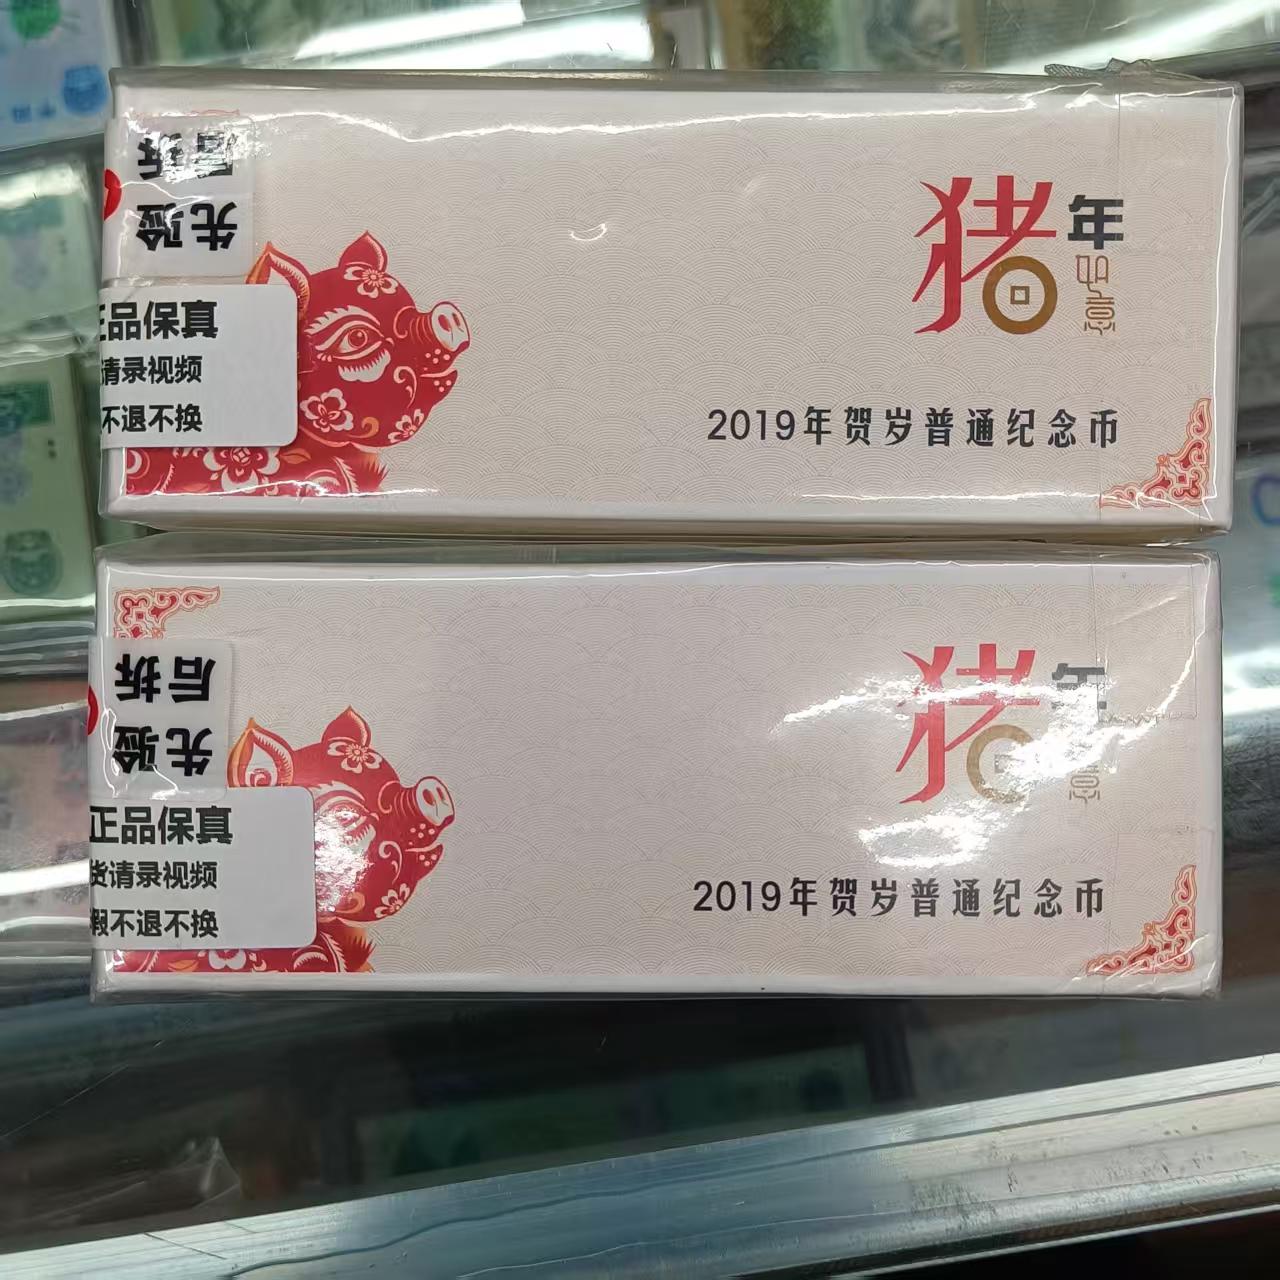 后拆
先验
正品保真
请录视频
不退不换
猪年
如意
2019年贺岁普通纪念币
后拆
先验
正品保真
货请录视频
假不退不换
猪年
意
2019年贺岁普通纪念币